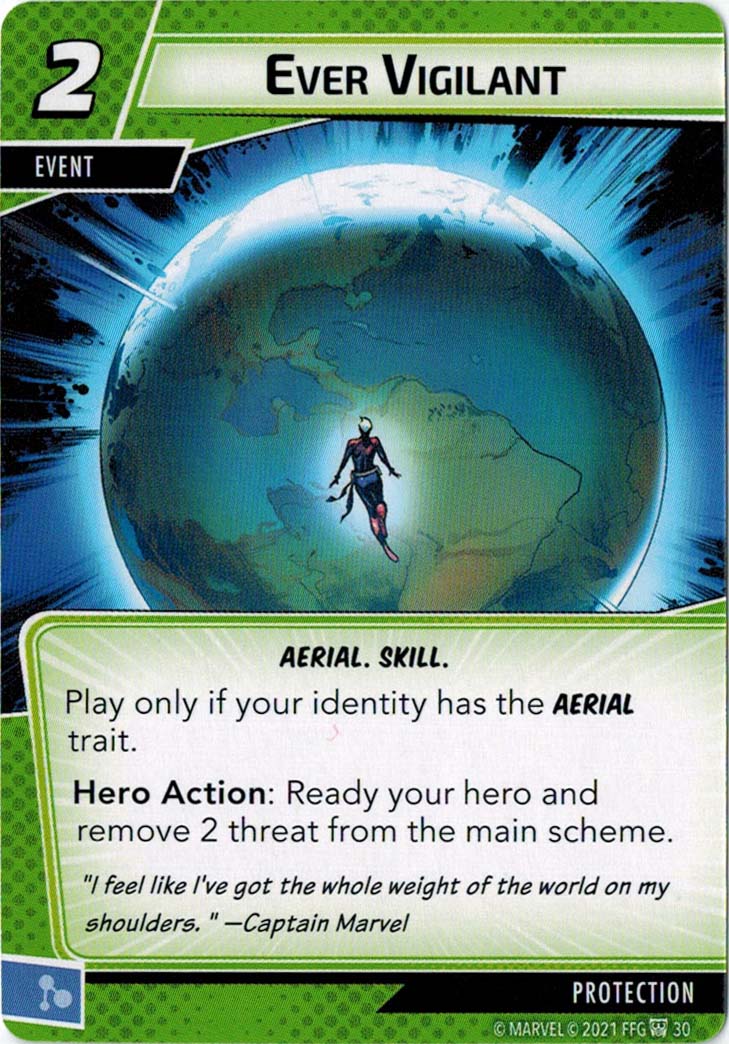 2
EVER VIGILANT
EVENT
AERIAL. SKILL.
Play only if your identity has the AERIAL
trait.
Hero Action: Ready your hero and
remove 2 threat from the main scheme.
"I feel like I've got the whole weight of the world on my
shoulders. " —Captain Marvel
PROTECTION
© MARVEL © 2021 FFG 30